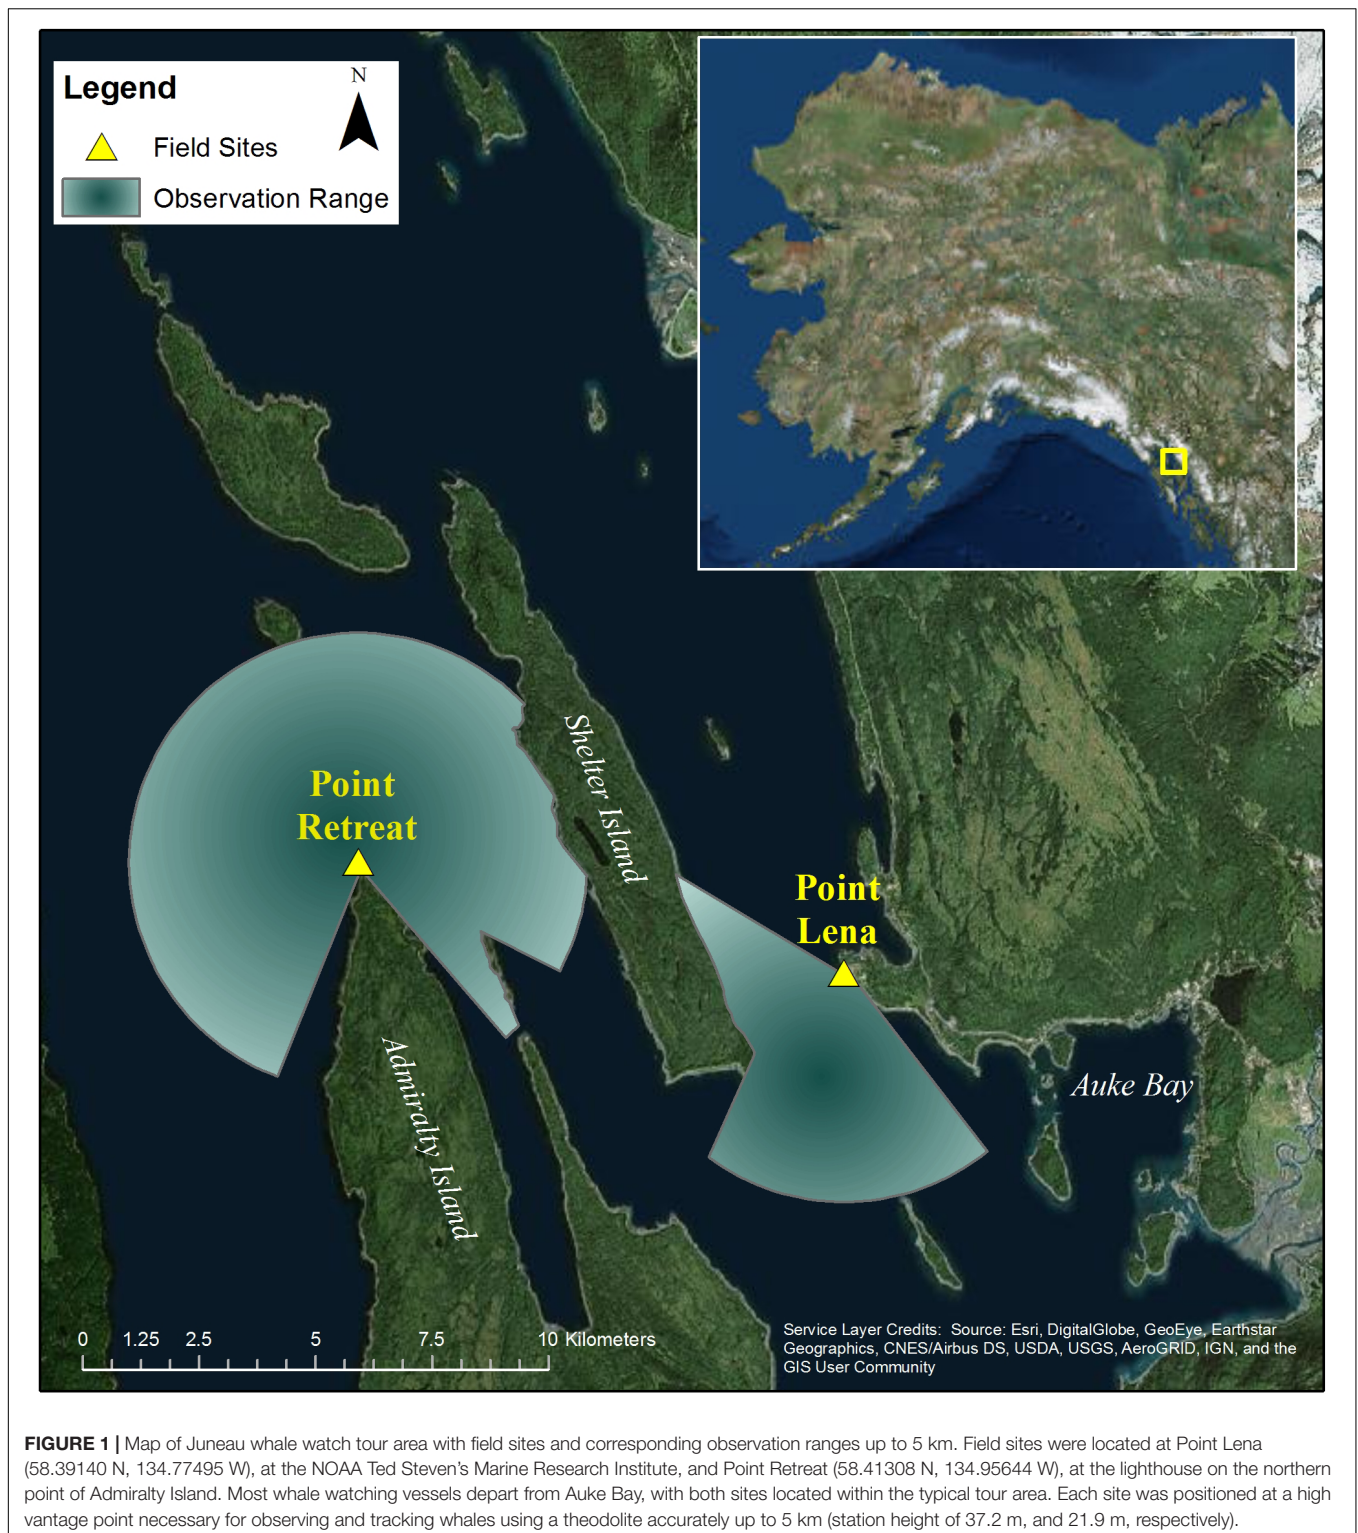 Legend
N
Field Sites
Observation Range
Point
Retreat
Shelter Island
Point
Lena
Admiralty Island
Auke Bay
0 1.25 2.5 5 7.5 10 Kilometers
Service Layer Credits: Source: Esri, DigitalGlobe, GeoEye, Earthstar
Geographics, CNES/Airbus DS, USDA, USGS, AeroGRID, IGN, and the
GIS User Community
FIGURE 1 | Map of Juneau whale watch tour area with field sites and corresponding observation ranges up to 5 km. Field sites were located at Point Lena
(58.39140 N, 134.77495 W), at the NOAA Ted Steven's Marine Research Institute, and Point Retreat (58.41308 N, 134.95644 W), at the lighthouse on the northern
point of Admiralty Island. Most whale watching vessels depart from Auke Bay, with both sites located within the typical tour area. Each site was positioned at a high
vantage point necessary for observing and tracking whales using a theodolite accurately up to 5 km (station height of 37.2 m, and 21.9 m, respectively).